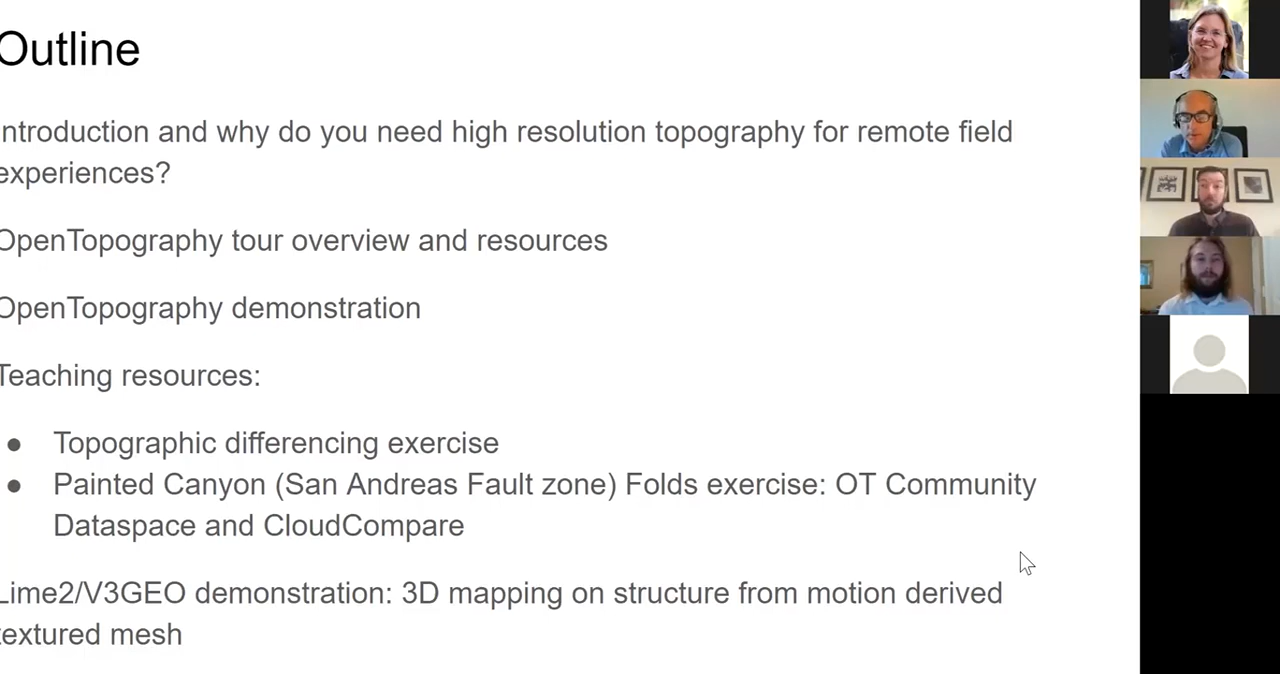 Outline
ntroduction and why do you need high resolution topography for remote field
experiences?
OpenTopography tour overview and resources
OpenTopography demonstration
Teaching resources:
● Topographic differencing exercise
● Painted Canyon (San Andreas Fault zone) Folds exercise: OT Community
Dataspace and CloudCompare
Lime2/V3GEO demonstration: 3D mapping on structure from motion derived
textured mesh